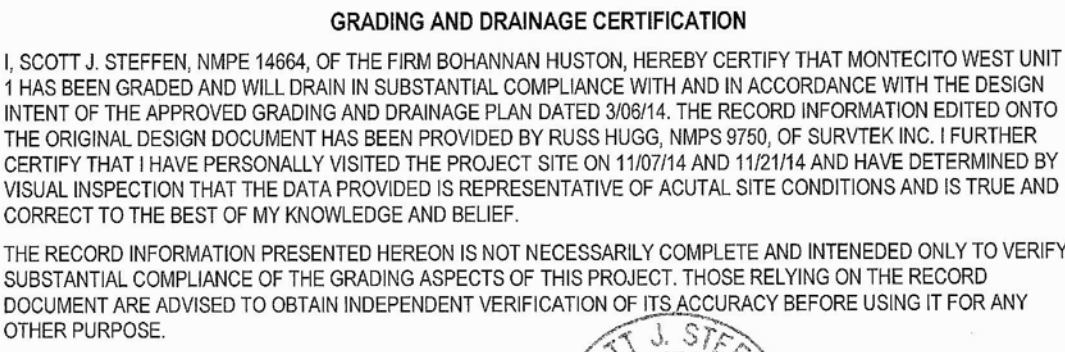 GRADING AND DRAINAGE CERTIFICATION
I, SCOTT J. STEFFEN, NMPE 14664, OF THE FIRM BOHANNAN HUSTON, HEREBY CERTIFY THAT MONTECITO WEST UNIT
1 HAS BEEN GRADED AND WILL DRAIN IN SUBSTANTIAL COMPLIANCE WITH AND IN ACCORDANCE WITH THE DESIGN
INTENT OF THE APPROVED GRADING AND DRAINAGE PLAN DATED 3/06/14. THE RECORD INFORMATION EDITED ONTO
THE ORIGINAL DESIGN DOCUMENT HAS BEEN PROVIDED BY RUSS HUGG, NMPS 9750, OF SURVTEK INC. I FURTHER
CERTIFY THAT I HAVE PERSONALLY VISITED THE PROJECT SITE ON 11/07/14 AND 11/21/14 AND HAVE DETERMINED BY
VISUAL INSPECTION THAT THE DATA PROVIDED IS REPRESENTATIVE OF ACUTAL SITE CONDITIONS AND IS TRUE AND
CORRECT TO THE BEST OF MY KNOWLEDGE AND BELIEF.
THE RECORD INFORMATION PRESENTED HEREON IS NOT NECESSARILY COMPLETE AND INTENEDED ONLY TO VERIFY
SUBSTANTIAL COMPLIANCE OF THE GRADING ASPECTS OF THIS PROJECT. THOSE RELYING ON THE RECORD
DOCUMENT ARE ADVISED TO OBTAIN INDEPENDENT VERIFICATION OF ITS ACCURACY BEFORE USING IT FOR ANY
OTHER PURPOSE.
TT J. STEF